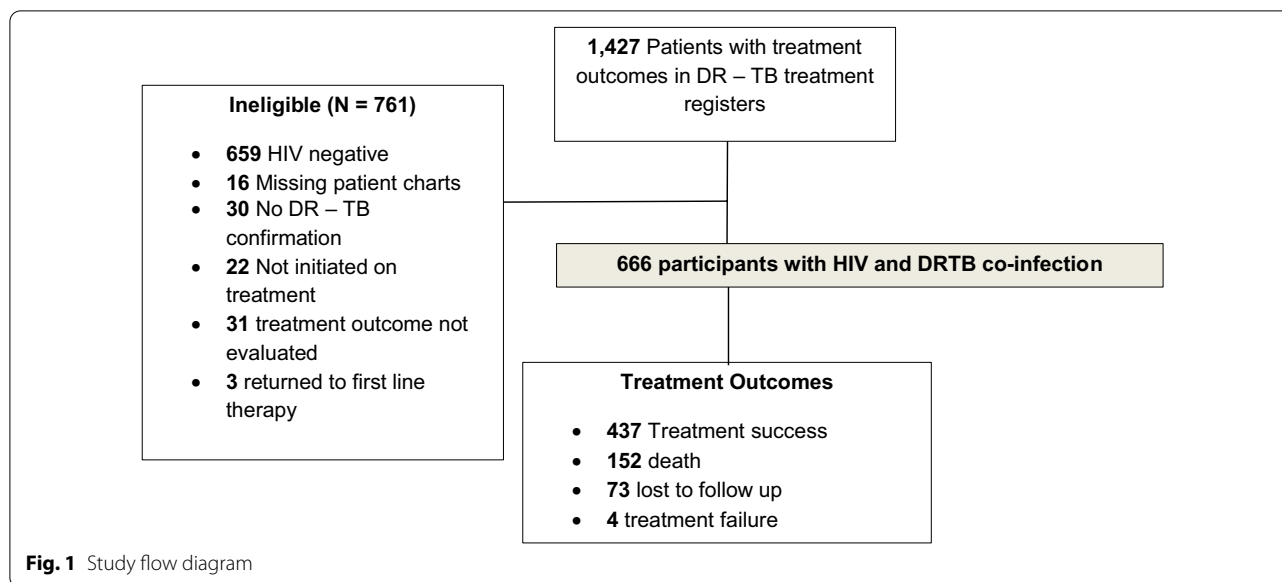 1,427 Patients with treatment
outcomes in DR – TB treatment
registers
Ineligible (N = 761)
• 659 HIV negative
• 16 Missing patient charts
• 30 No DR – TB
confirmation
• 22 Not initiated on
treatment
• 31 treatment outcome not
evaluated
• 3 returned to first line
therapy
666 participants with HIV and DRTB co-infection
Treatment Outcomes
• 437 Treatment success
• 152 death
• 73 lost to follow up
• 4 treatment failure
Fig. 1 Study flow diagram